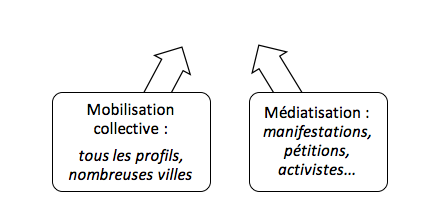 Mobilisation
collective :
tous les profils,
nombreuses villes
Médiatisation :
manifestations,
pétitions,
activistes...